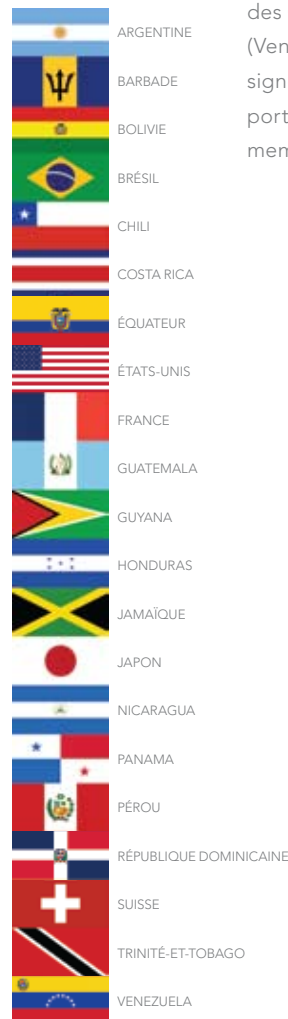 ARGENTINE
BARBADE
BOLIVIE
BRÉSIL
CHILI
COSTA RICA
ÉQUATEUR
ÉTATS-UNIS
FRANCE
GUATEMALA
GUYANA
HONDURAS
JAMAÏQUE
JAPON
NICARAGUA
PANAMA
PÉROU
RÉPUBLIQUE DOMINICAINE
SUISSE
TRINITÉ-ET-TOBAGO
VENEZUELA
des
(Ven
sign
port
mem